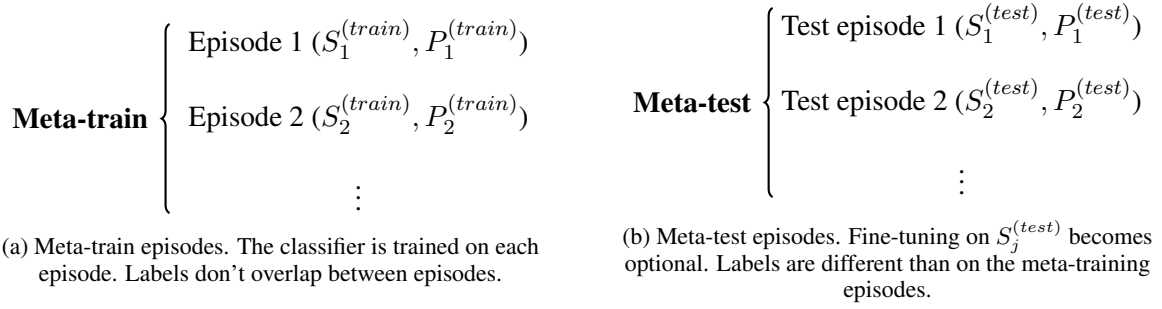 Meta-train
Episode 1 (S_1^{(train)}, P_1^{(train)})
Episode 2 (S_2^{(train)}, P_2^{(train)})
⋮
(a) Meta-train episodes. The classifier is trained on each
episode. Labels don't overlap between episodes.
Meta-test
Test episode 1 (S_1^{(test)}, P_1^{(test)})
Test episode 2 (S_2^{(test)}, P_2^{(test)})
⋮
(b) Meta-test episodes. Fine-tuning on S_j^{(test)} becomes
optional. Labels are different than on the meta-training
episodes.